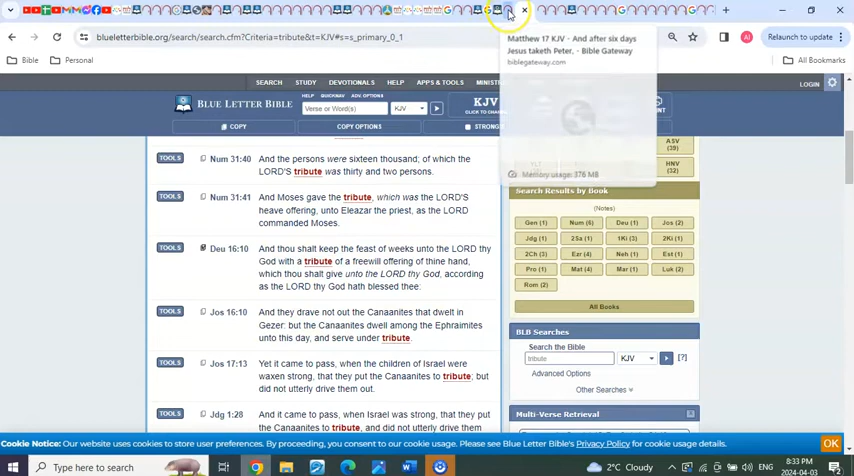 Matthew 17 KJV - And after six days
Jesus taketh Peter, - Bible Gateway
biblegateway.com
Memory usage: 376 MB
blueletterbible.org/search/search.cfm?Criteria=tribute&t=KJV#s=s_primary_0_1
Relaunch to update
Bible
Personal
All Bookmarks
SEARCH
STUDY
DEVOTIONALS
APPS & TOOLS
LOGIN
BLUE LETTER BIBLE
HELP QUICKNAV ADV. OPTIONS
Verse or Word(s)
KJV
KJV
COPY
COPY OPTIONS
STRONG
TOOLS
Num 31:40
And the persons were sixteen thousand; of which the
LORD'S tribute was thirty and two persons.
TOOLS
Num 31:41
And Moses gave the tribute, which was the LORD'S
heave offering, unto Eleazar the priest, as the LORD
commanded Moses.
TOOLS
Deu 16:10
And thou shalt keep the feast of weeks unto the LORD thy
God with a tribute of a freewill offering of thine hand,
which thou shalt give unto the LORD thy God, according
as the LORD thy God hath blessed thee:
TOOLS
Jos 16:10
And they drave not out the Canaanites that dwelt in
Gezer: but the Canaanites dwell among the Ephraimites
unto this day, and serve under tribute.
TOOLS
Jos 17:13
Yet it came to pass, when the children of Israel were
waxen strong, that they put the Canaanites to tribute; but
did not utterly drive them out.
TOOLS
Jdg 1:28
And it came to pass, when Israel was strong, that they
put the Canaanites to tribute, and did not utterly drive
ASV
(39)
HNV
(32)
Search Results by Book
(Notes)
Gen (1) Num (6) Deu (1) Jos (2)
Jdg (1) 2Sa (1) 1Ki (3) 2Ki (1)
2Ch (3) Ezr (4) Neh (1) Est (1)
Pro (1) Mat (4) Mar (1) Luk (2)
Rom (2)
All Books
BLB Searches
Search the Bible
tribute
KJV
[?]
Advanced Options
Other Searches
Multi-Verse Retrieval
Cookie Notice: Our website uses cookies to store user preferences. By proceeding, you consent to our cookie usage. Please see Blue Letter Bible's Privacy Policy for cookie usage details.
OK
Type here to search
2°C Cloudy
ENG
8:33 PM
2024-04-03